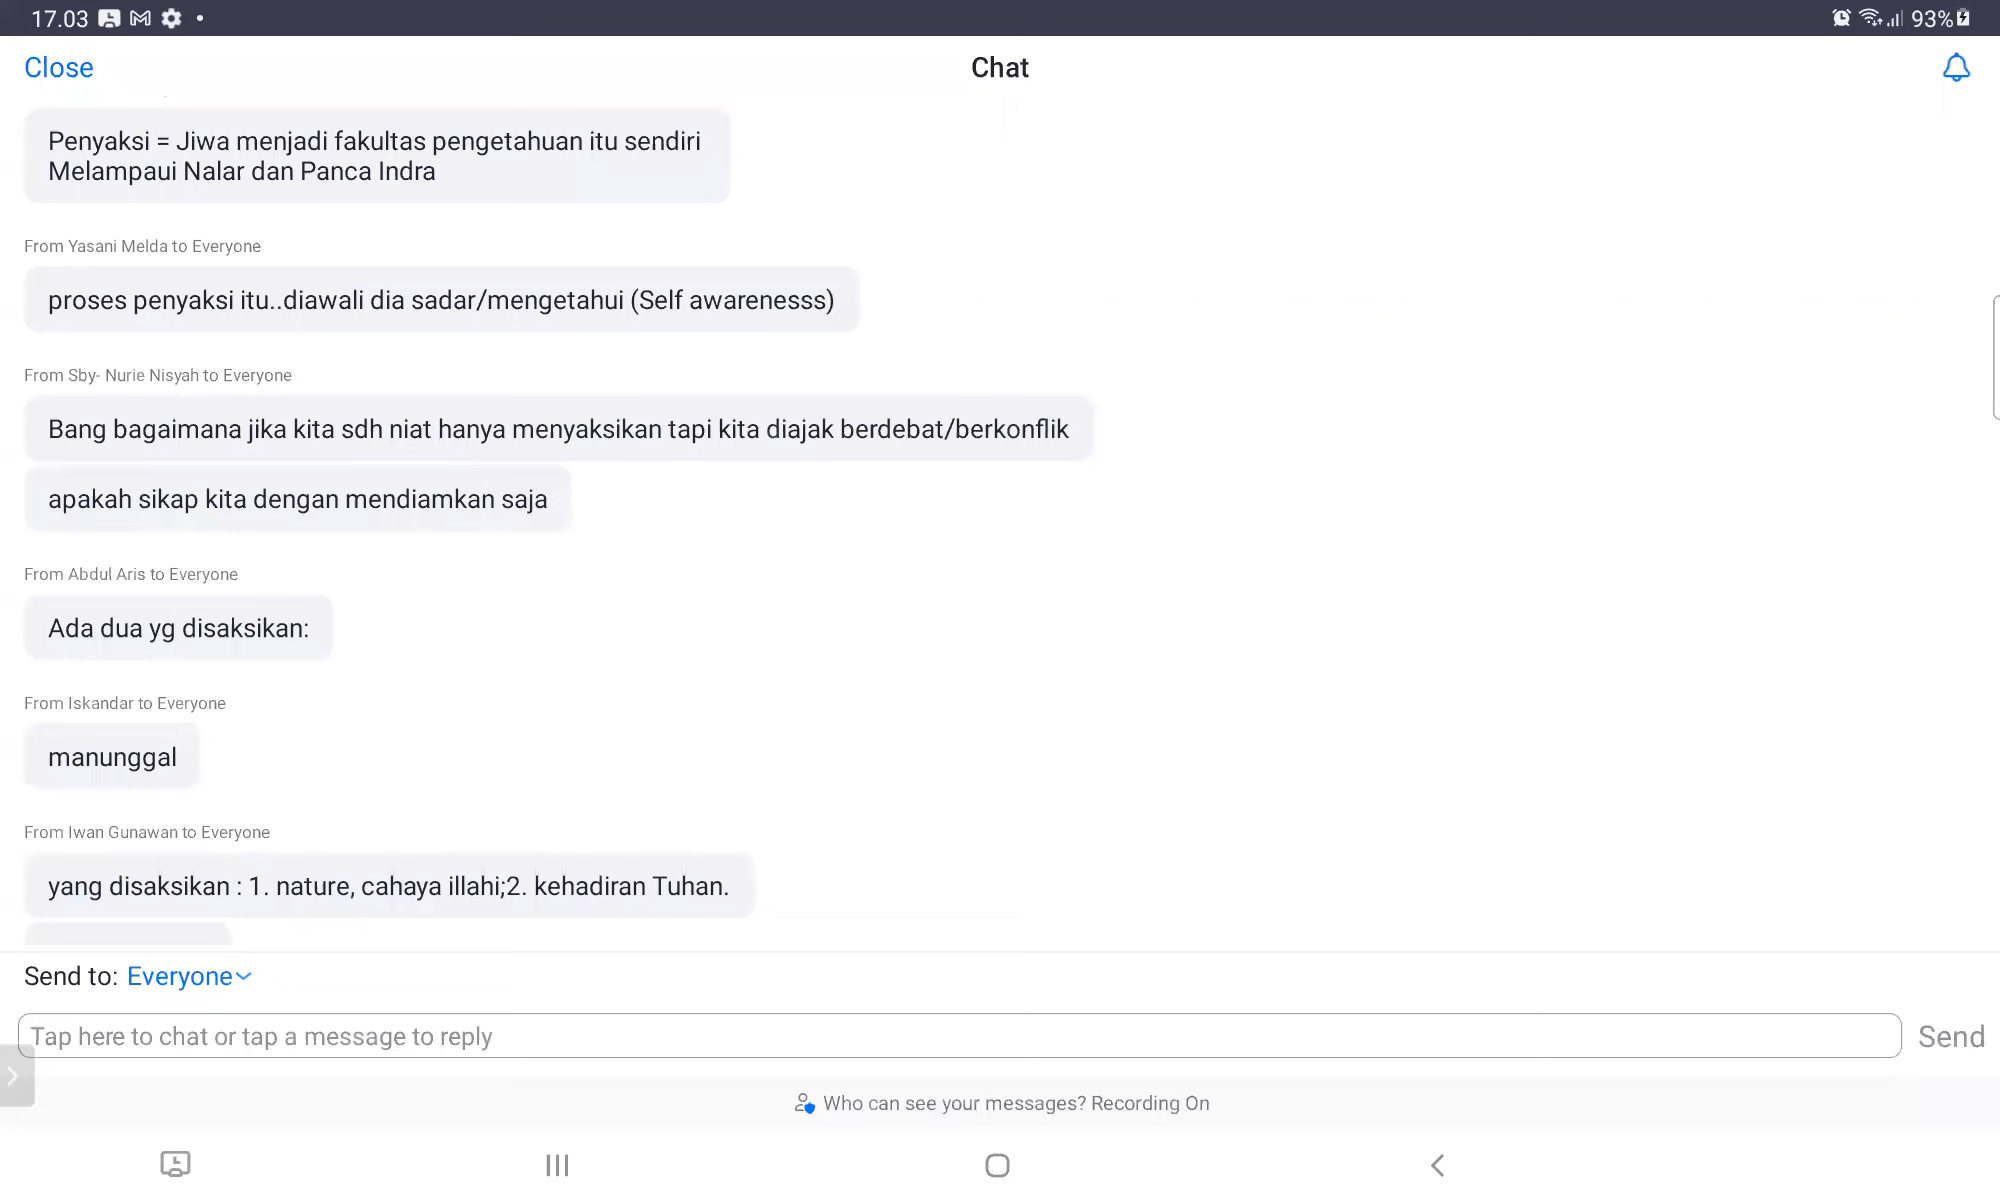 17.03
93%
Close
Chat
Penyaksi = Jiwa menjadi fakultas pengetahuan itu sendiri
Melampaui Nalar dan Panca Indra
From Yasani Melda to Everyone
proses penyaksi itu..diawali dia sadar/mengetahui (Self awarenesss)
From Sby- Nurie Nisyah to Everyone
Bang bagaimana jika kita sdh niat hanya menyaksikan tapi kita diajak berdebat/berkonflik
apakah sikap kita dengan mendiamkan saja
From Abdul Aris to Everyone
Ada dua yg disaksikan:
From Iskandar to Everyone
manunggal
From Iwan Gunawan to Everyone
yang disaksikan : 1. nature, cahaya illahi;2. kehadiran Tuhan.
Send to: Everyone
Tap here to chat or tap a message to reply
Send
Who can see your messages? Recording On